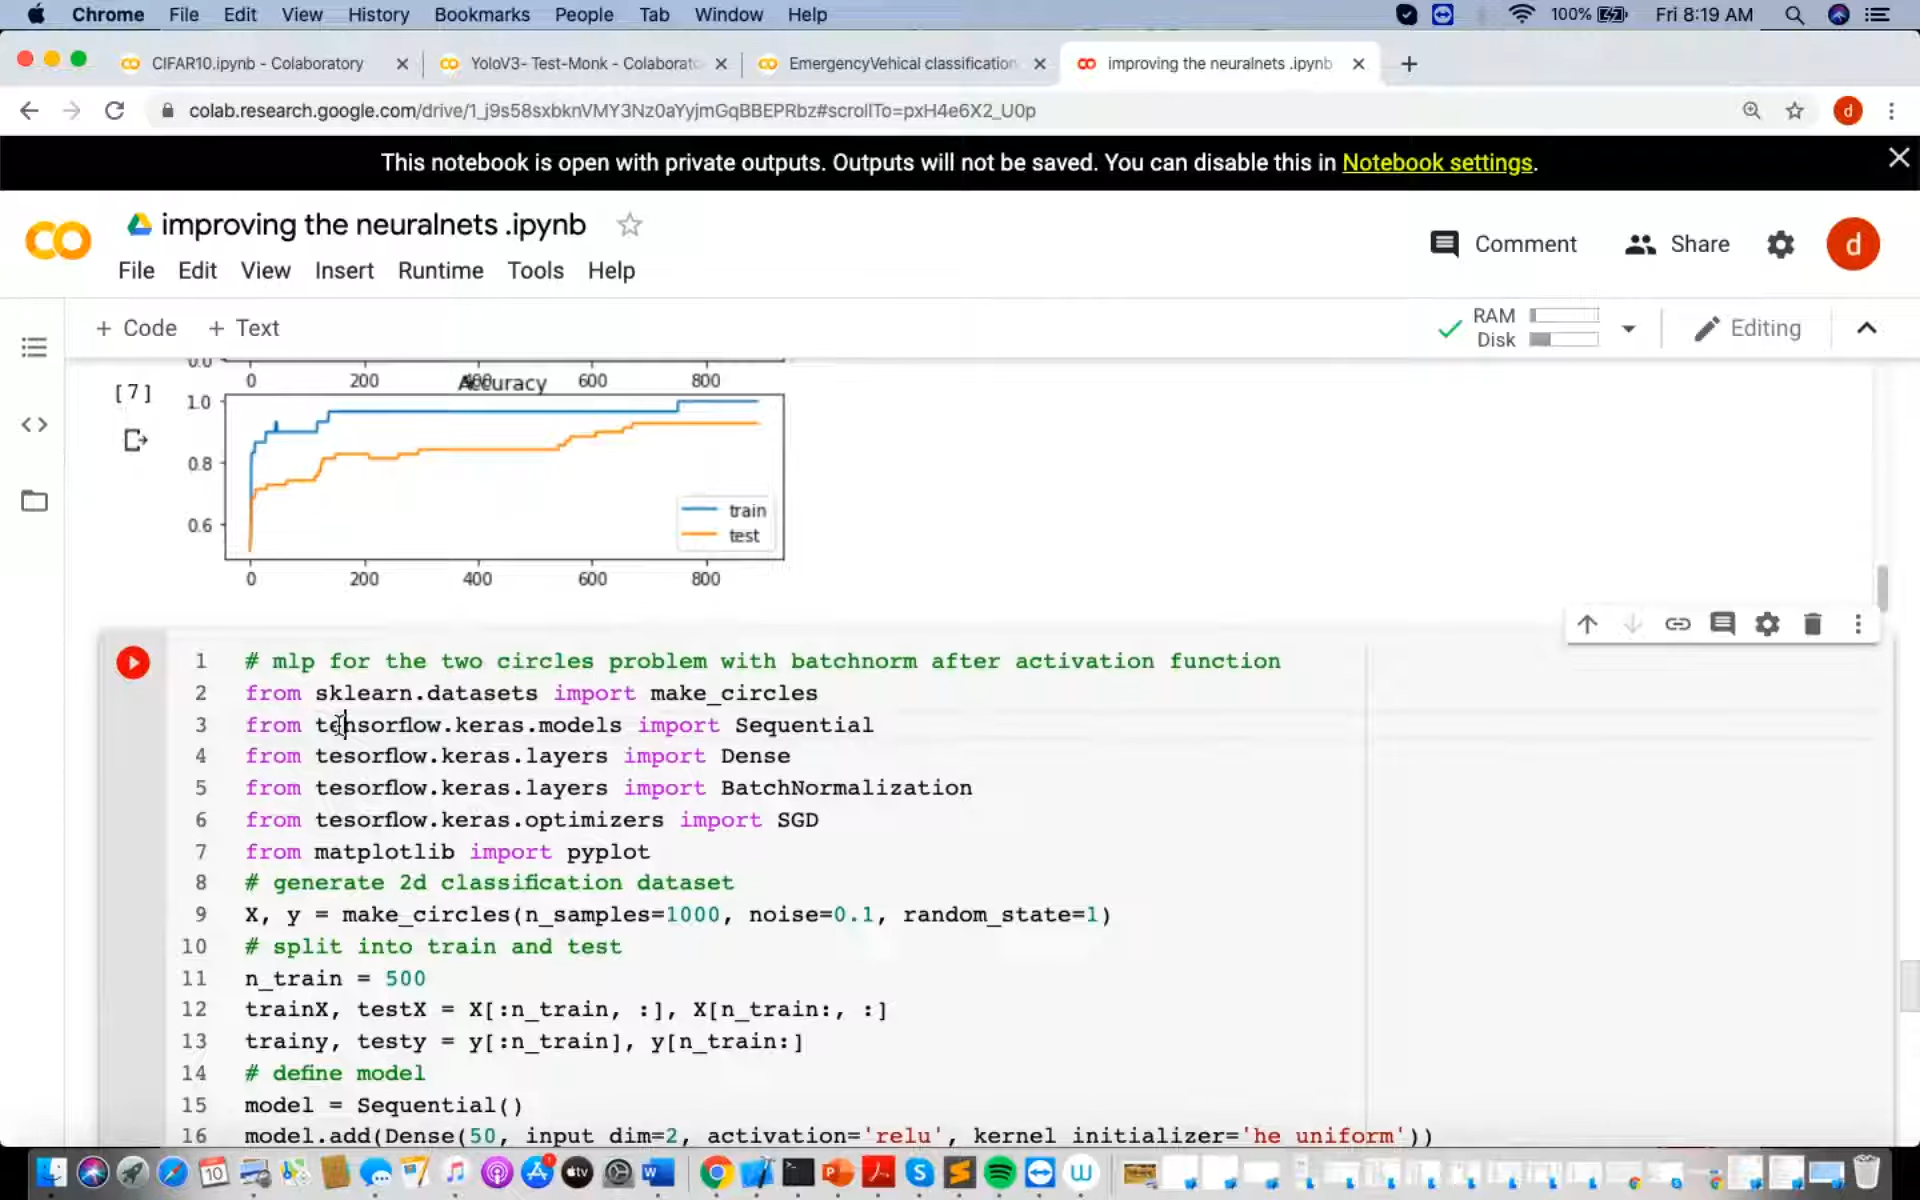 Chrome File Edit View History Bookmarks People Tab Window Help 100% Fri 8:19 AM
CIFAR10.ipynb - Colaboratory YoloV3- Test-Monk - Colaborat EmergencyVehical classification improving the neuralnets .ipynb
colab.research.google.com/drive/1_j9s58sxbknVMY3Nz0aYyjmGqBBEPRbz#scrollTo=pxH4e6X2_U0p d
This notebook is open with private outputs. Outputs will not be saved. You can disable this in Notebook settings.
improving the neuralnets .ipynb
Comment Share d
File Edit View Insert Runtime Tools Help
+ Code + Text RAM Disk Editing
0.0
0 200 400 600 800
Accuracy
[7]
1.0
0.8
0.6
train
test
0 200 400 600 800
1 # mlp for the two circles problem with batchnorm after activation function
2 from sklearn.datasets import make_circles
3 from tensorflow.keras.models import Sequential
4 from tesorflow.keras.layers import Dense
5 from tesorflow.keras.layers import BatchNormalization
6 from tesorflow.keras.optimizers import SGD
7 from matplotlib import pyplot
8 # generate 2d classification dataset
9 X, y = make_circles(n_samples=1000, noise=0.1, random_state=1)
10 # split into train and test
11 n_train = 500
12 trainX, testX = X[:n_train, :], X[n_train:, :]
13 trainy, testy = y[:n_train], y[n_train:]
14 # define model
15 model = Sequential()
16 model.add(Dense(50, input_dim=2, activation='relu', kernel_initializer='he_uniform'))